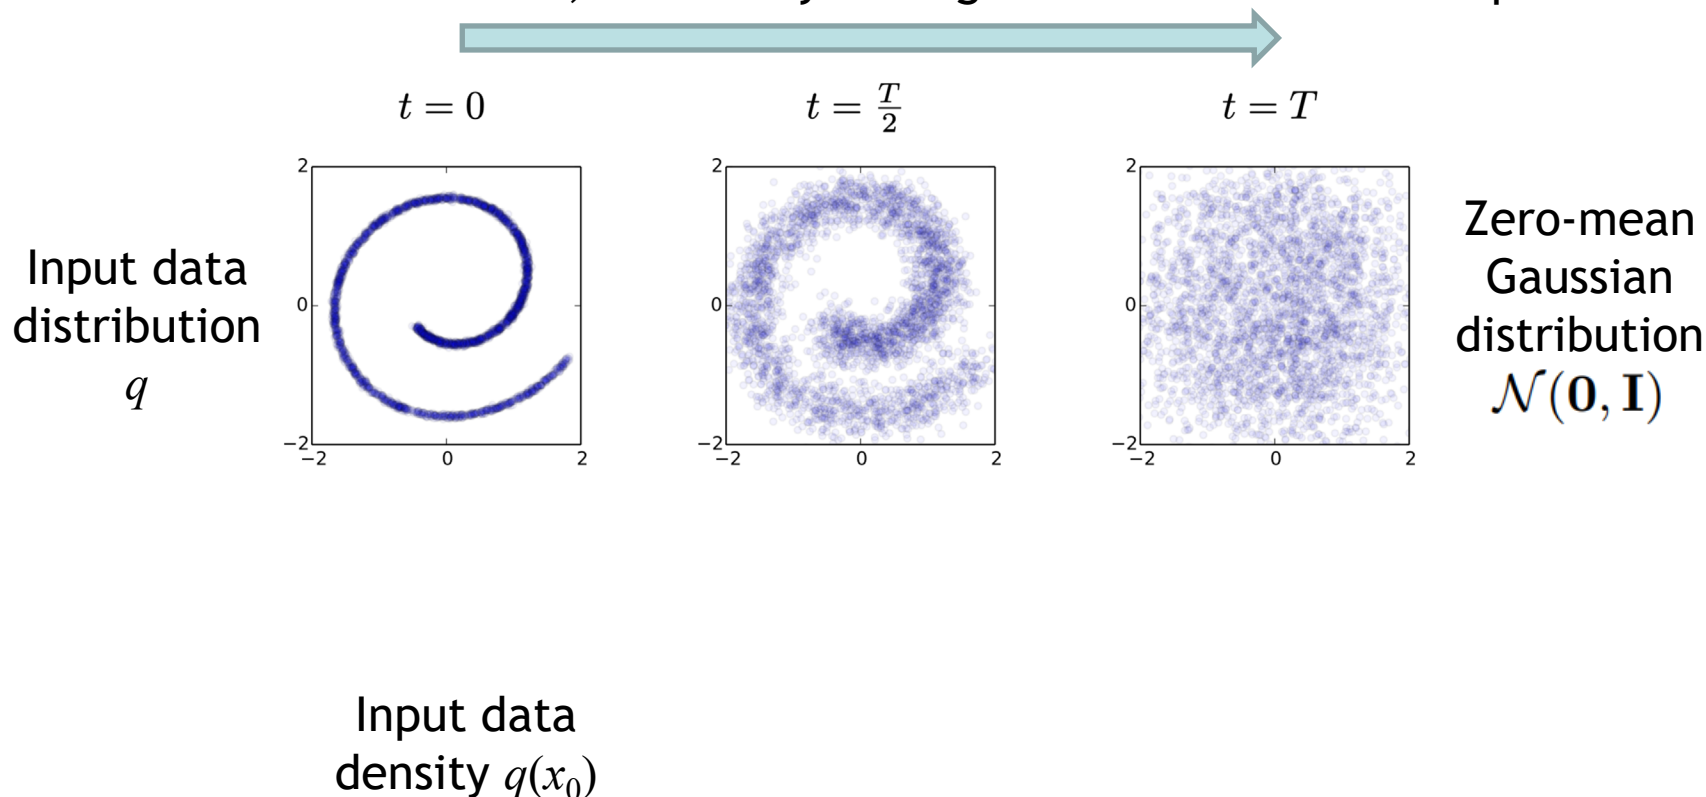 t = 0
t = T/2
t = T
2
0
−2
−2 0 2
2
0
−2
−2 0 2
2
0
−2
−2 0 2
Input data
distribution
q
Zero-mean
Gaussian
distribution
𝒩(0, I)
Input data
density q(x₀)